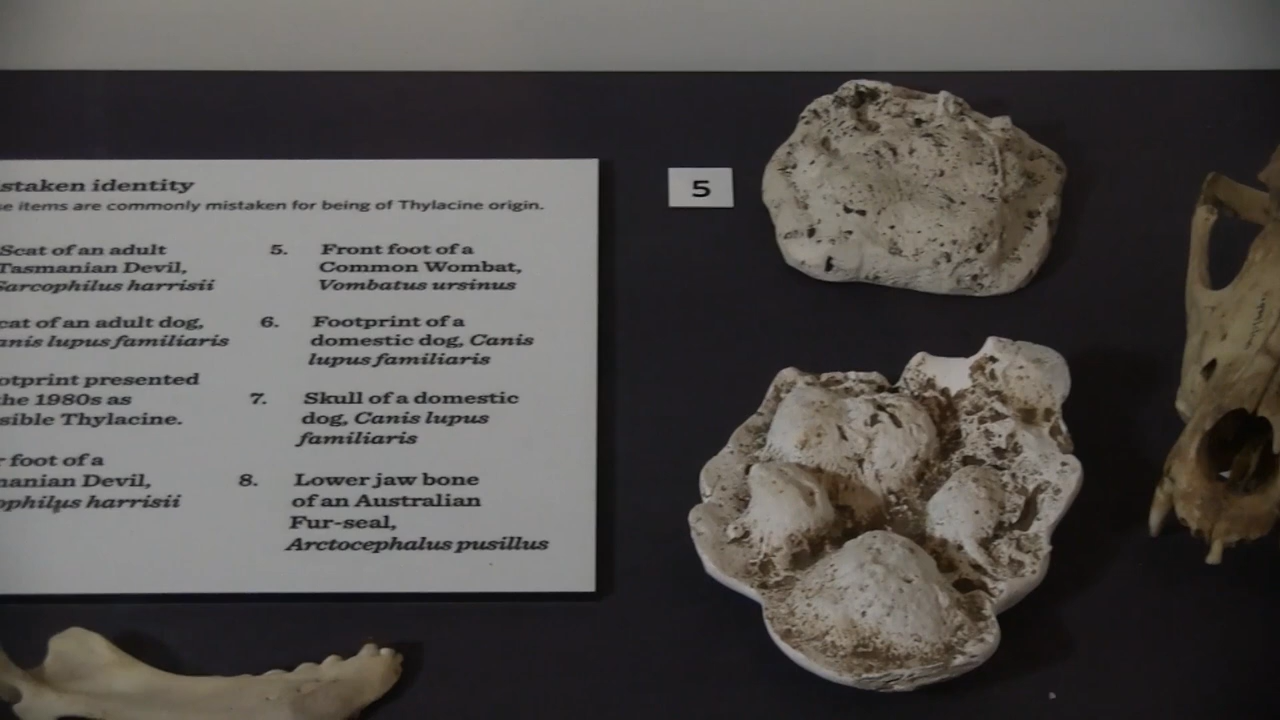 staken identity
se items are commonly mistaken for being of Thylacine origin.
Scat of an adult
Tasmanian Devil,
Sarcophilus harrisii
cat of an adult dog,
anis lupus familiaris
otprint presented
the 1980s as
sible Thylacine.
r foot of a
manian Devil,
ophilus harrisii
5. Front foot of a
Common Wombat,
Vombatus ursinus
6. Footprint of a
domestic dog, Canis
lupus familiaris
7. Skull of a domestic
dog, Canis lupus
familiaris
8. Lower jaw bone
of an Australian
Fur-seal,
Arctocephalus pusillus
5